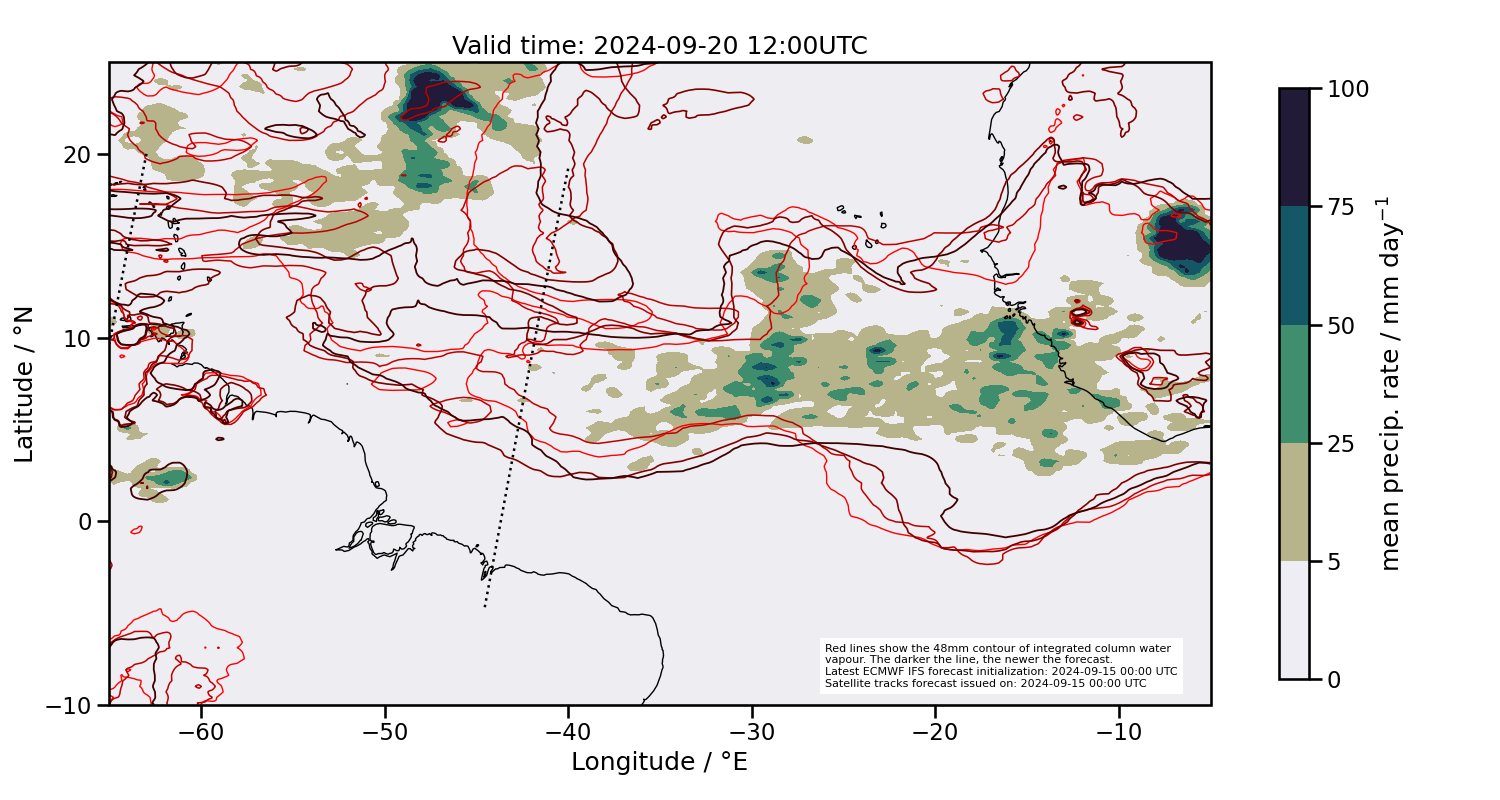 Valid time: 2024-09-20 12:00UTC
Latitude / °N
20
10
0
−10
−60
−50
−40
−30
−20
−10
Longitude / °E
Red lines show the 48mm contour of integrated column water
vapour. The darker the line, the newer the forecast.
Latest ECMWF IFS forecast initialization: 2024-09-15 00:00 UTC
Satellite tracks forecast issued on: 2024-09-15 00:00 UTC
100
75
50
25
5
0
mean precip. rate / mm day⁻¹